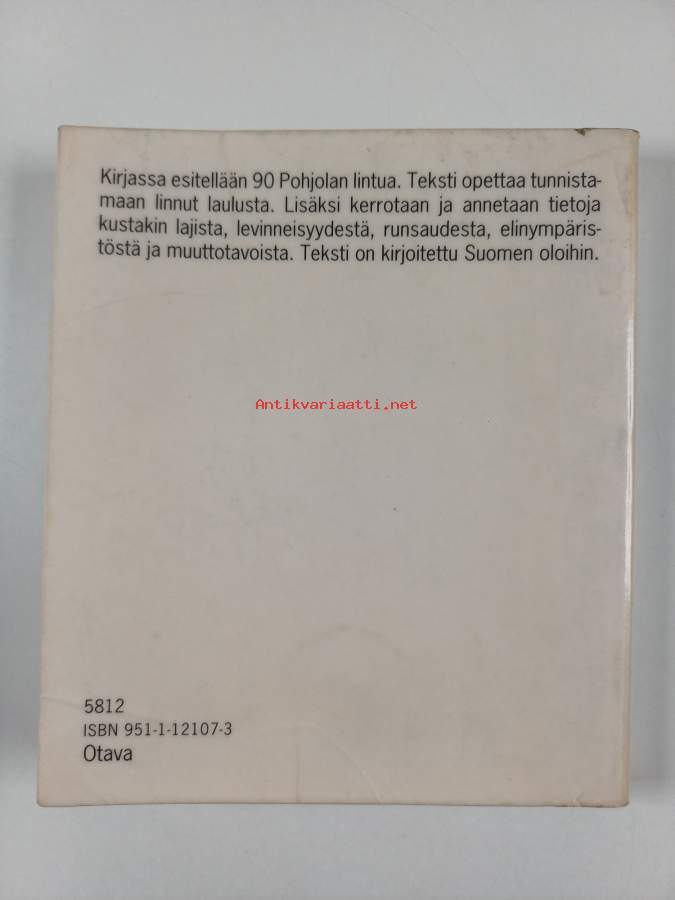 Kirjassa esitellään 90 Pohjolan lintua. Teksti opettaa tunnista-
maan linnut laulusta. Lisäksi kerrotaan ja annetaan tietoja
kustakin lajista, levinneisyydestä, runsaudesta, elinympäris-
töstä ja muuttotavoista. Teksti on kirjoitettu Suomen oloihin.
Antikvariaatti.net
5812
ISBN 951-1-12107-3
Otava